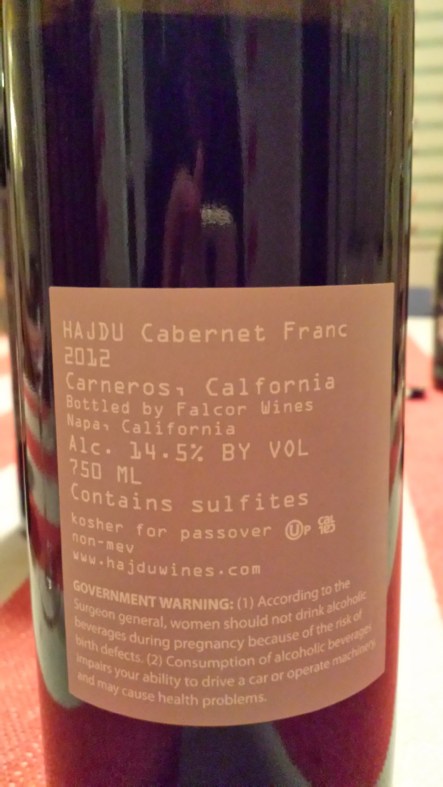 HAJDU Cabernet Franc
2012
Carneros, Calfornia
Bottled by Falcor Wines
Napa, California
Alc. 14.5% BY VOL
750 ML
Contains sulfites
kosher for passover U P CRC
non-mev
www.hajduwines.com
GOVERNMENT WARNING: (1) According to the
Surgeon general, women should not drink alcoholic
beverages during pregnancy because of the risk of
birth defects. (2) Consumption of alcoholic beverages
impairs your ability to drive a car or operate machinery,
and may cause health problems.